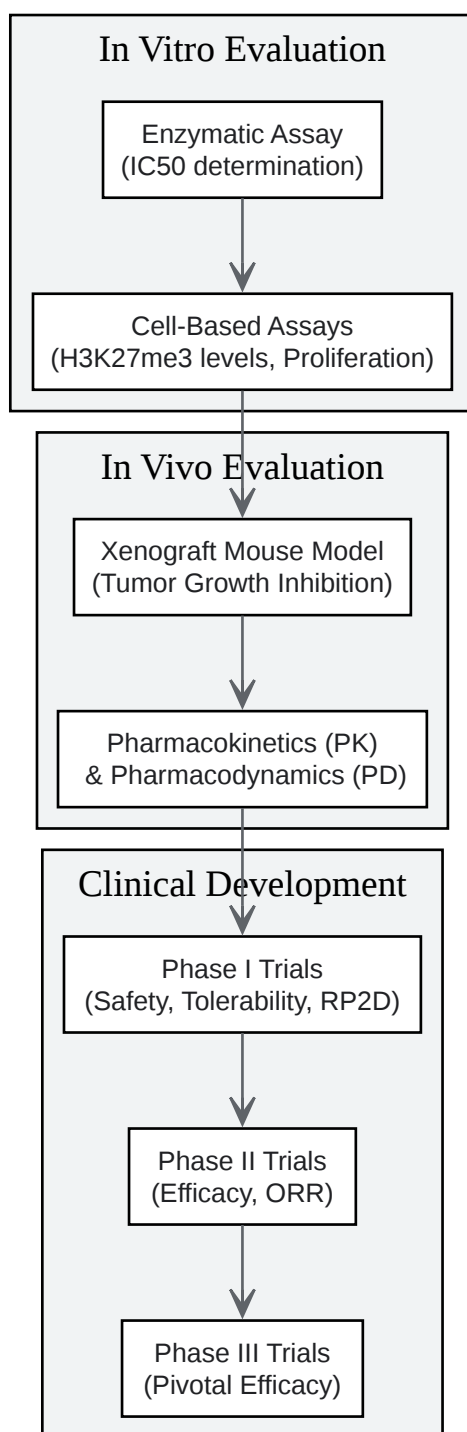 In Vitro Evaluation
Enzymatic Assay
(IC50 determination)
Cell-Based Assays
(H3K27me3 levels, Proliferation)
In Vivo Evaluation
Xenograft Mouse Model
(Tumor Growth Inhibition)
Pharmacokinetics (PK)
& Pharmacodynamics (PD)
Clinical Development
Phase I Trials
(Safety, Tolerability, RP2D)
Phase II Trials
(Efficacy, ORR)
Phase III Trials
(Pivotal Efficacy)